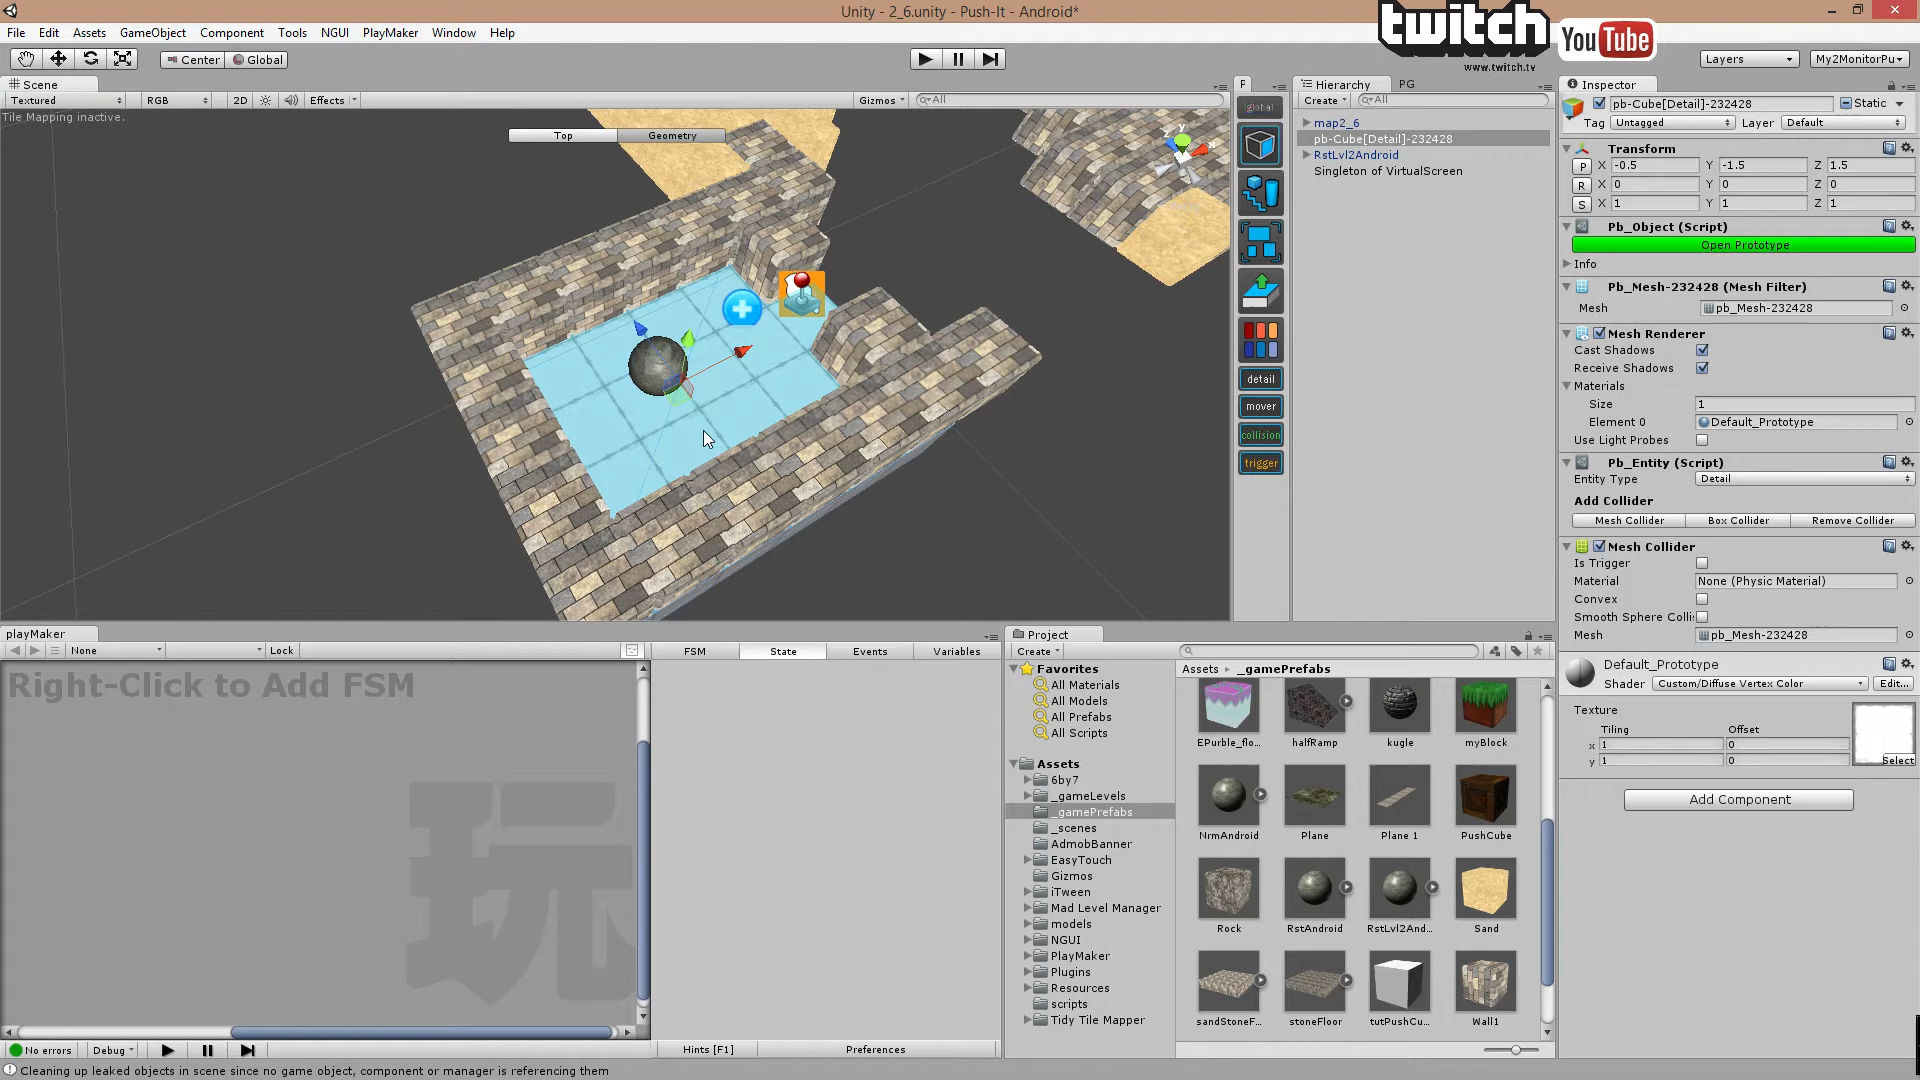 Unity - 2_6.unity - Push-It - Android*
twitch
www.twitch.tv
YouTube
File Edit Assets GameObject Component Tools NGUI PlayMaker Window Help
Center Global
Layers
My2MonitorPu
Scene
Textured RGB 2D Effects Gizmos All
Tile Mapping inactive.
Top Geometry
F
global
detail
mover
collision
trigger
Hierarchy PG
Create All
map2_6
pb-Cube[Detail]-232428
RstLvl2Android
Singleton of VirtualScreen
Inspector
pb-Cube[Detail]-232428 Static
Tag Untagged Layer Default
Transform
P X -0.5 Y -1.5 Z 1.5
R X 0 Y 0 Z 0
S X 1 Y 1 Z 1
Pb_Object (Script)
Open Prototype
Info
Pb_Mesh-232428 (Mesh Filter)
Mesh pb_Mesh-232428
Mesh Renderer
Cast Shadows
Receive Shadows
Materials
Size 1
Element 0 Default_Prototype
Use Light Probes
Pb_Entity (Script)
Entity Type Detail
Add Collider
Mesh Collider Box Collider Remove Collider
Mesh Collider
Is Trigger
Material None (Physic Material)
Convex
Smooth Sphere Colli
Mesh pb_Mesh-232428
Default_Prototype
Shader Custom/Diffuse Vertex Color Edit...
Texture
Tiling Offset
x 1 0
y 1 0
Select
Add Component
playMaker
None Lock
Right-Click to Add FSM
玩
No errors Debug
FSM State Events Variables
Hints [F1] Preferences
Project
Create
Favorites
All Materials
All Models
All Prefabs
All Scripts
Assets
6by7
_gameLevels
_gamePrefabs
_scenes
AdmobBanner
EasyTouch
Gizmos
iTween
Mad Level Manager
models
NGUI
PlayMaker
Plugins
Resources
scripts
Tidy Tile Mapper
Assets _gamePrefabs
EPurble_flo... halfRamp kugle myBlock
NrmAndroid Plane Plane 1 PushCube
Rock RstAndroid RstLvl2And... Sand
sandStoneF... stoneFloor tutPushCu... Wall1
Cleaning up leaked objects in scene since no game object, component or manager is referencing them